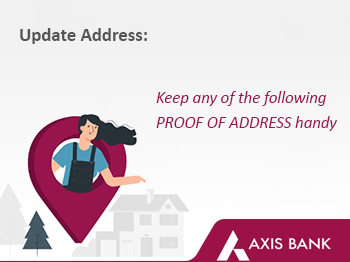 Update Address:
Keep any of the following
PROOF OF ADDRESS handy
AXIS BANK